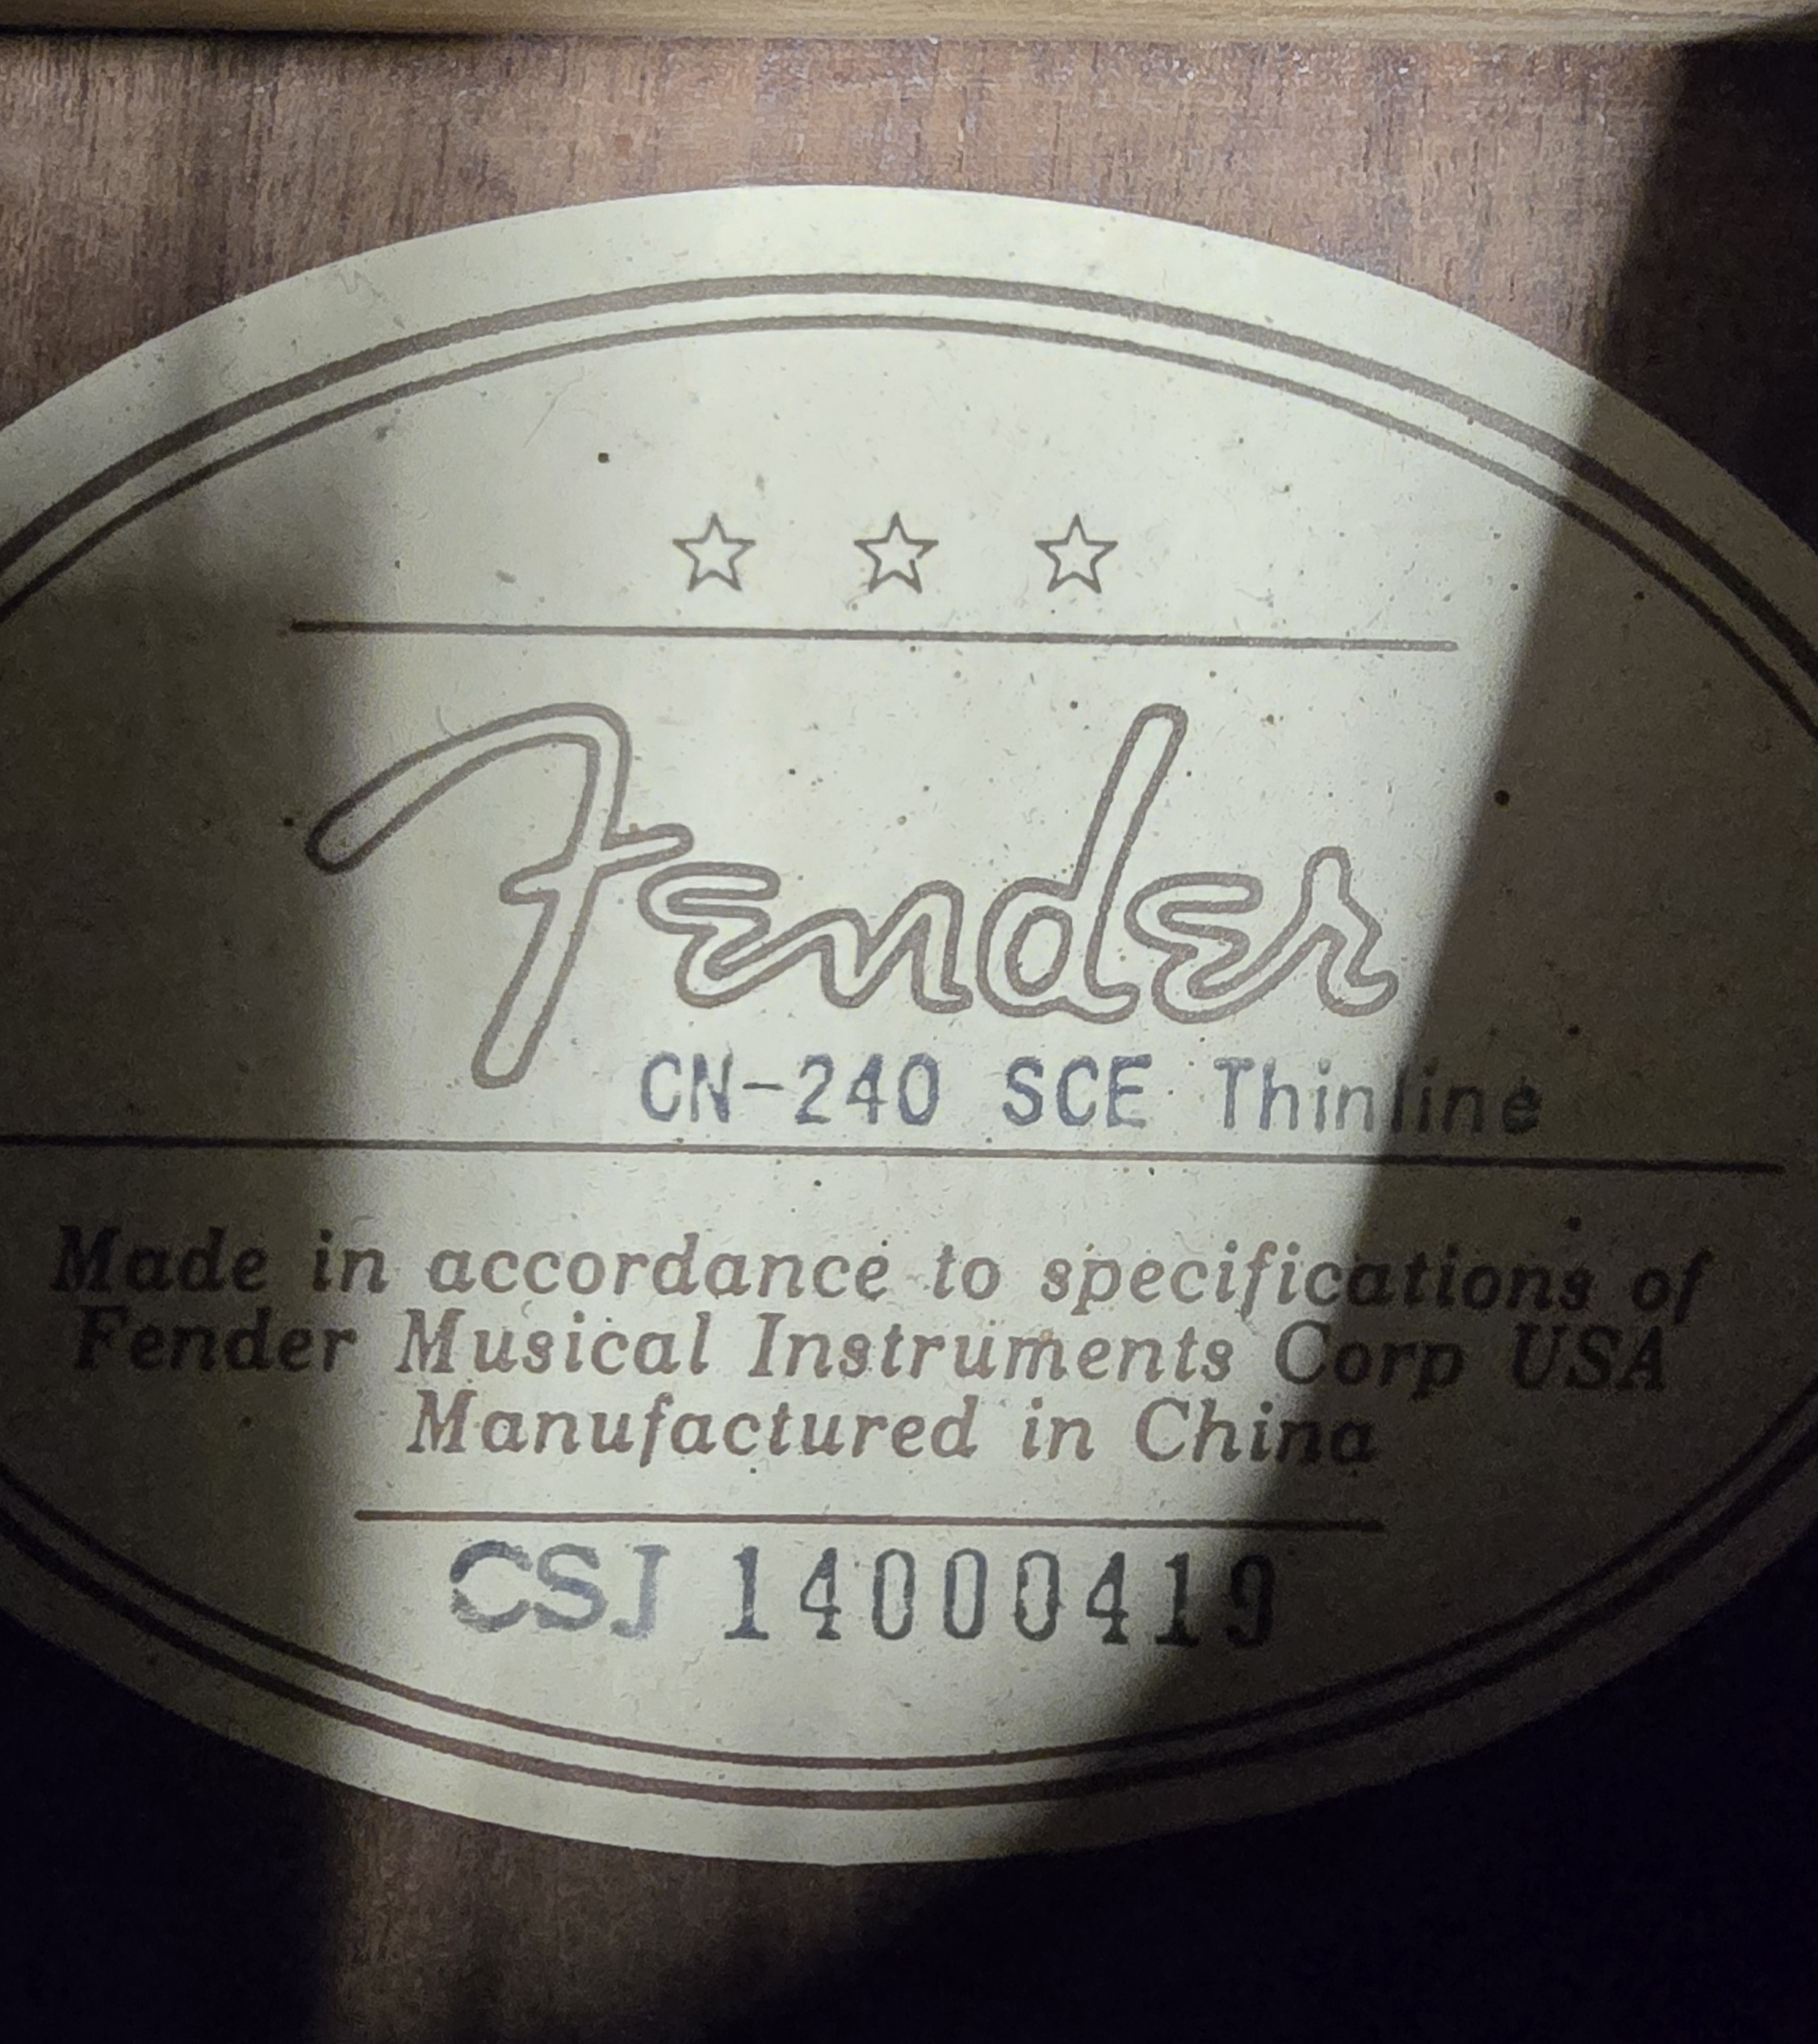 Fender
CN-240 SCE Thinline
Made in accordance to specifications of
Fender Musical Instruments Corp USA
Manufactured in China
CSJ 14000419